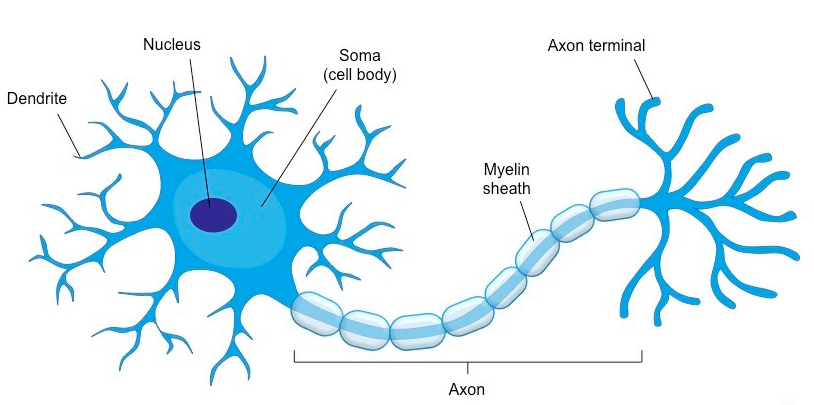 Nucleus
Soma
(cell body)
Axon terminal
Dendrite
Myelin
sheath
Axon